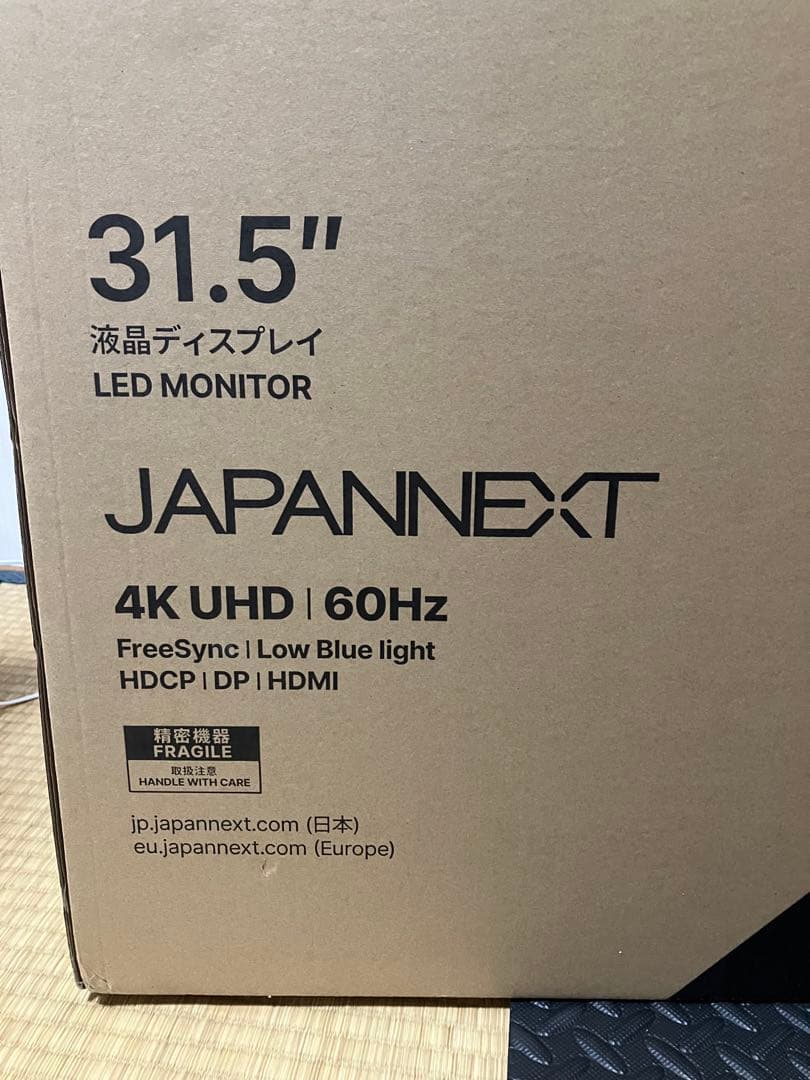 31.5"
液晶ディスプレイ
LED MONITOR
JAPANNEXT
4K UHD | 60Hz
FreeSync | Low Blue light
HDCP | DP | HDMI
精密機器
FRAGILE
取扱注意
HANDLE WITH CARE
jp.japannext.com (日本)
eu.japannext.com (Europe)